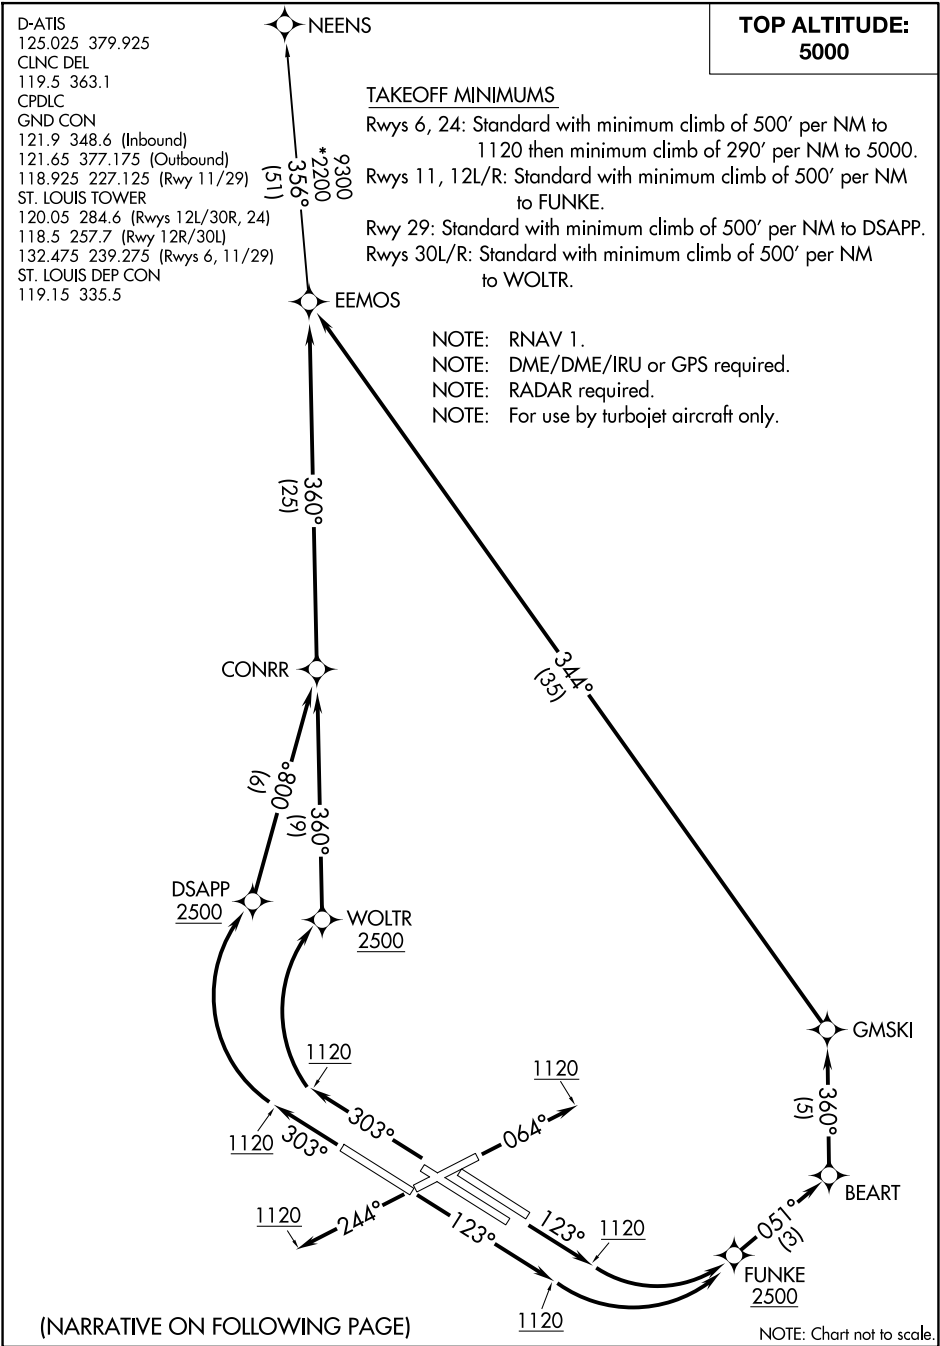 D-ATIS
125.025 379.925
CLNC DEL
119.5 363.1
CPDLC
GND CON
121.9 348.6 (Inbound)
121.65 377.175 (Outbound)
118.925 227.125 (Rwy 11/29)
ST. LOUIS TOWER
120.05 284.6 (Rwys 12L/30R, 24)
118.5 257.7 (Rwy 12R/30L)
132.475 239.275 (Rwys 6, 11/29)
ST. LOUIS DEP CON
119.15 335.5
NEENS
TOP ALTITUDE:
5000
TAKEOFF MINIMUMS
Rwys 6, 24: Standard with minimum climb of 500' per NM to
1120 then minimum climb of 290' per NM to 5000.
Rwys 11, 12L/R: Standard with minimum climb of 500' per NM
to FUNKE.
Rwy 29: Standard with minimum climb of 500' per NM to DSAPP.
Rwys 30L/R: Standard with minimum climb of 500' per NM
to WOLTR.
9300
*2200
356°
(51)
EEMOS
NOTE: RNAV 1.
NOTE: DME/DME/IRU or GPS required.
NOTE: RADAR required.
NOTE: For use by turbojet aircraft only.
360°
(25)
344°
(35)
CONRR
008°
(6)
360°
(9)
DSAPP
2500
WOLTR
2500
GMSKI
360°
(5)
1120
1120
1120
303°
303°
064°
BEART
1120
244°
123°
123°
1120
051°
(3)
FUNKE
2500
1120
(NARRATIVE ON FOLLOWING PAGE)
NOTE: Chart not to scale.